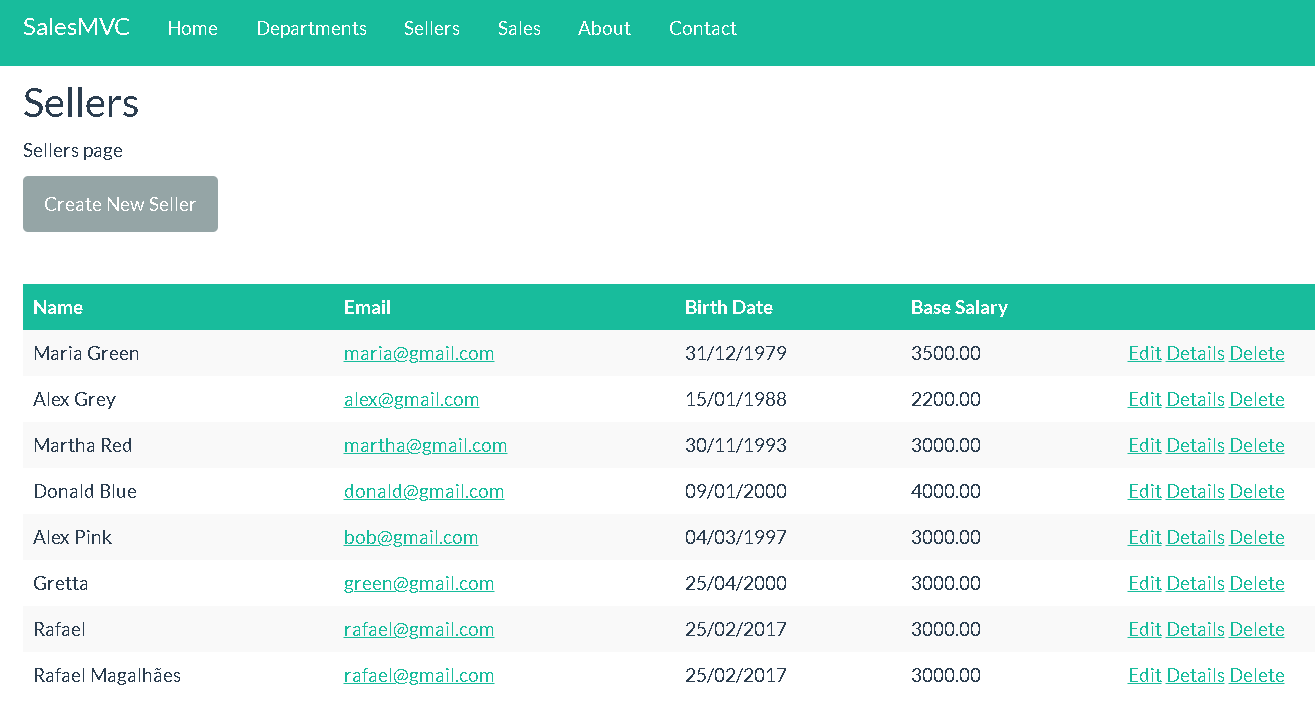 SalesMVC Home Departments Sellers Sales About Contact
Sellers
Sellers page
Create New Seller
Name Email Birth Date Base Salary
Maria Green maria@gmail.com 31/12/1979 3500.00 Edit Details Delete
Alex Grey alex@gmail.com 15/01/1988 2200.00 Edit Details Delete
Martha Red martha@gmail.com 30/11/1993 3000.00 Edit Details Delete
Donald Blue donald@gmail.com 09/01/2000 4000.00 Edit Details Delete
Alex Pink bob@gmail.com 04/03/1997 3000.00 Edit Details Delete
Gretta green@gmail.com 25/04/2000 3000.00 Edit Details Delete
Rafael rafael@gmail.com 25/02/2017 3000.00 Edit Details Delete
Rafael Magalhães rafael@gmail.com 25/02/2017 3000.00 Edit Details Delete